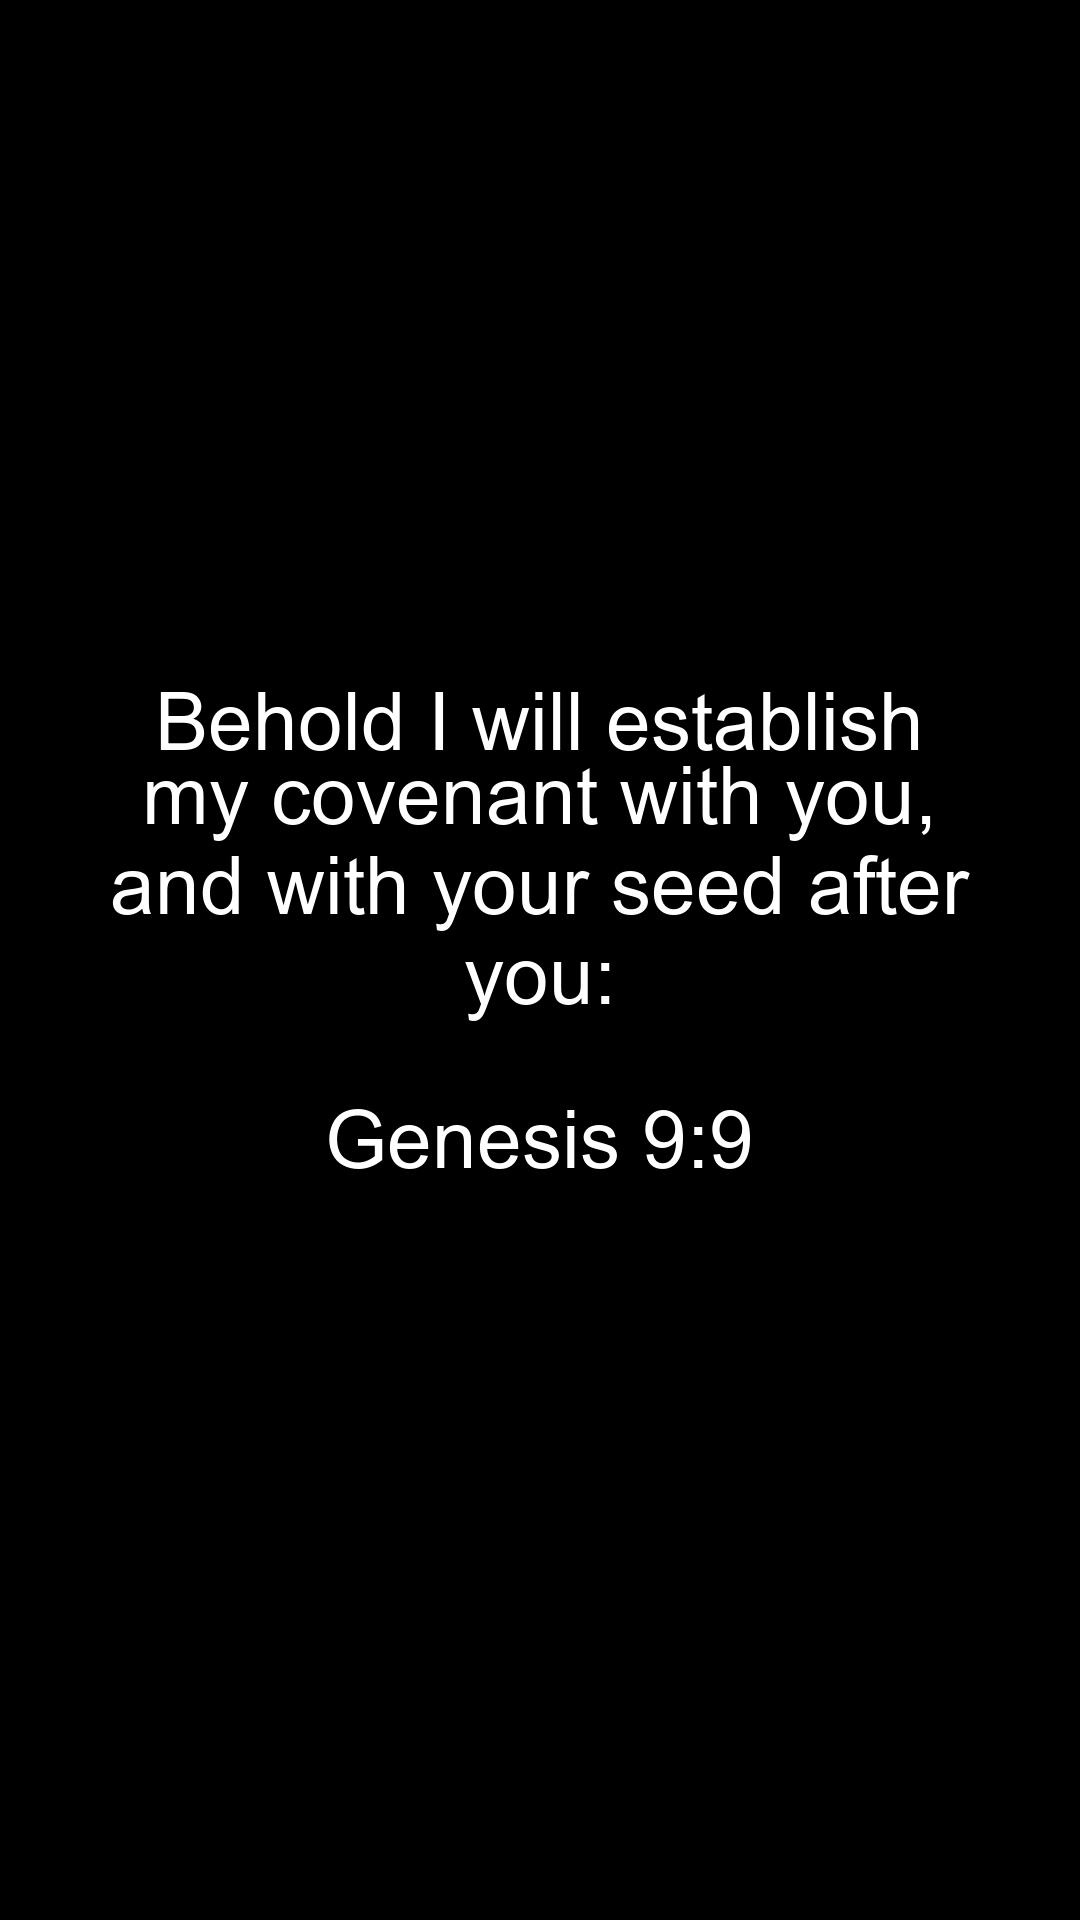 Behold I will establish
my covenant with you,
and with your seed after
you:
Genesis 9:9